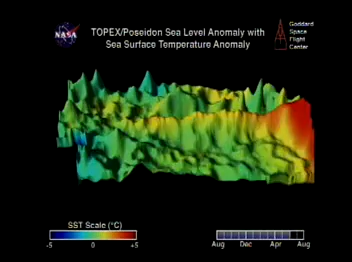 NASA
TOPEX/Poseidon Sea Level Anomaly with
Sea Surface Temperature Anomaly
Goddard
Space
Flight
Center
SST Scale (°C)
-5 0 +5
Aug Dec Apr Aug